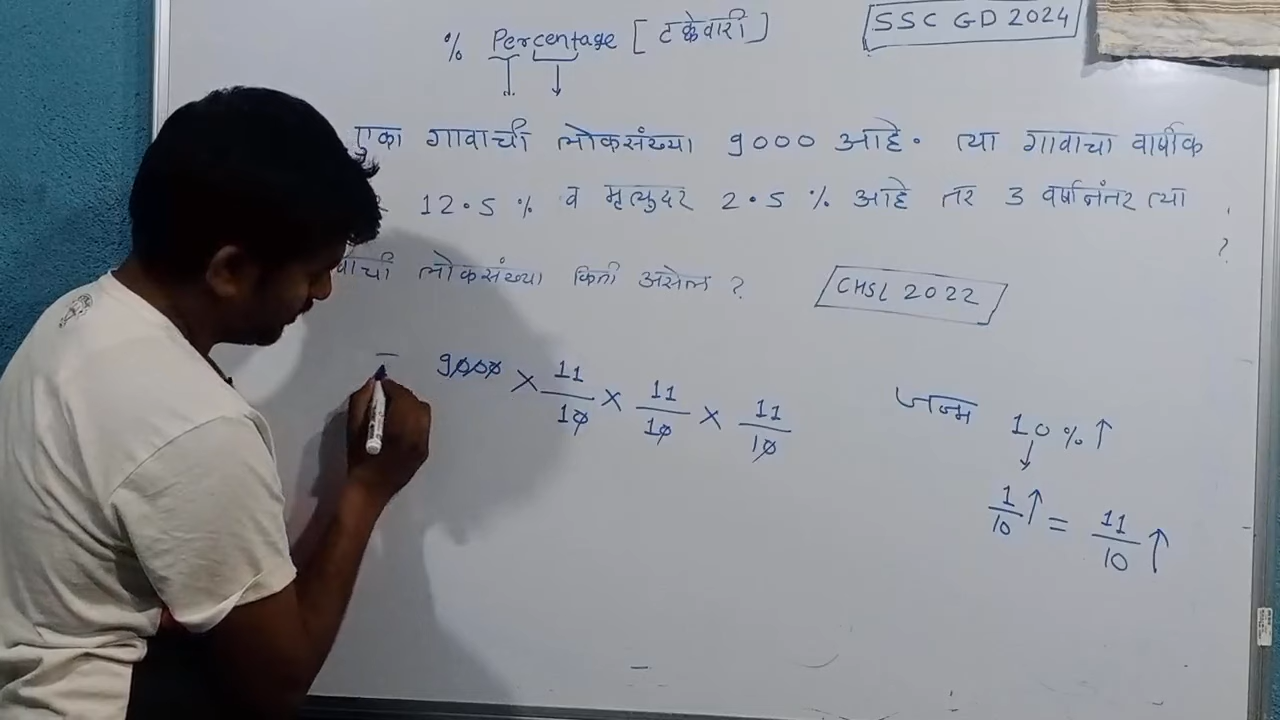 % Percentage [ टक्केवारी ]
SSC GD 2024
एका गावाची लोकसंख्या 9000 आहे. त्या गावाचा वार्षीक
12.5 % व मृत्युदर 2.5 % आहे तर 3 वर्षानंतर त्या
वाची लोकसंख्या किती असेल ?
?
CHSL 2022
9000 × 11/10 × 11/10 × 11/10
जन्म 10 % ↑
↓
1/10 ↑ = 11/10 ↑